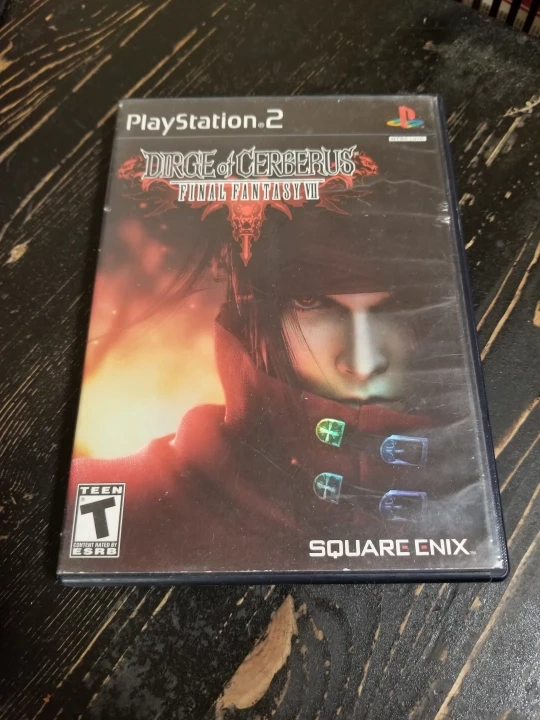 PlayStation®2
DIRGE of CERBERUS
FINAL FANTASY VII
TEEN
T
CONTENT RATED BY
ESRB
SQUARE ENIX